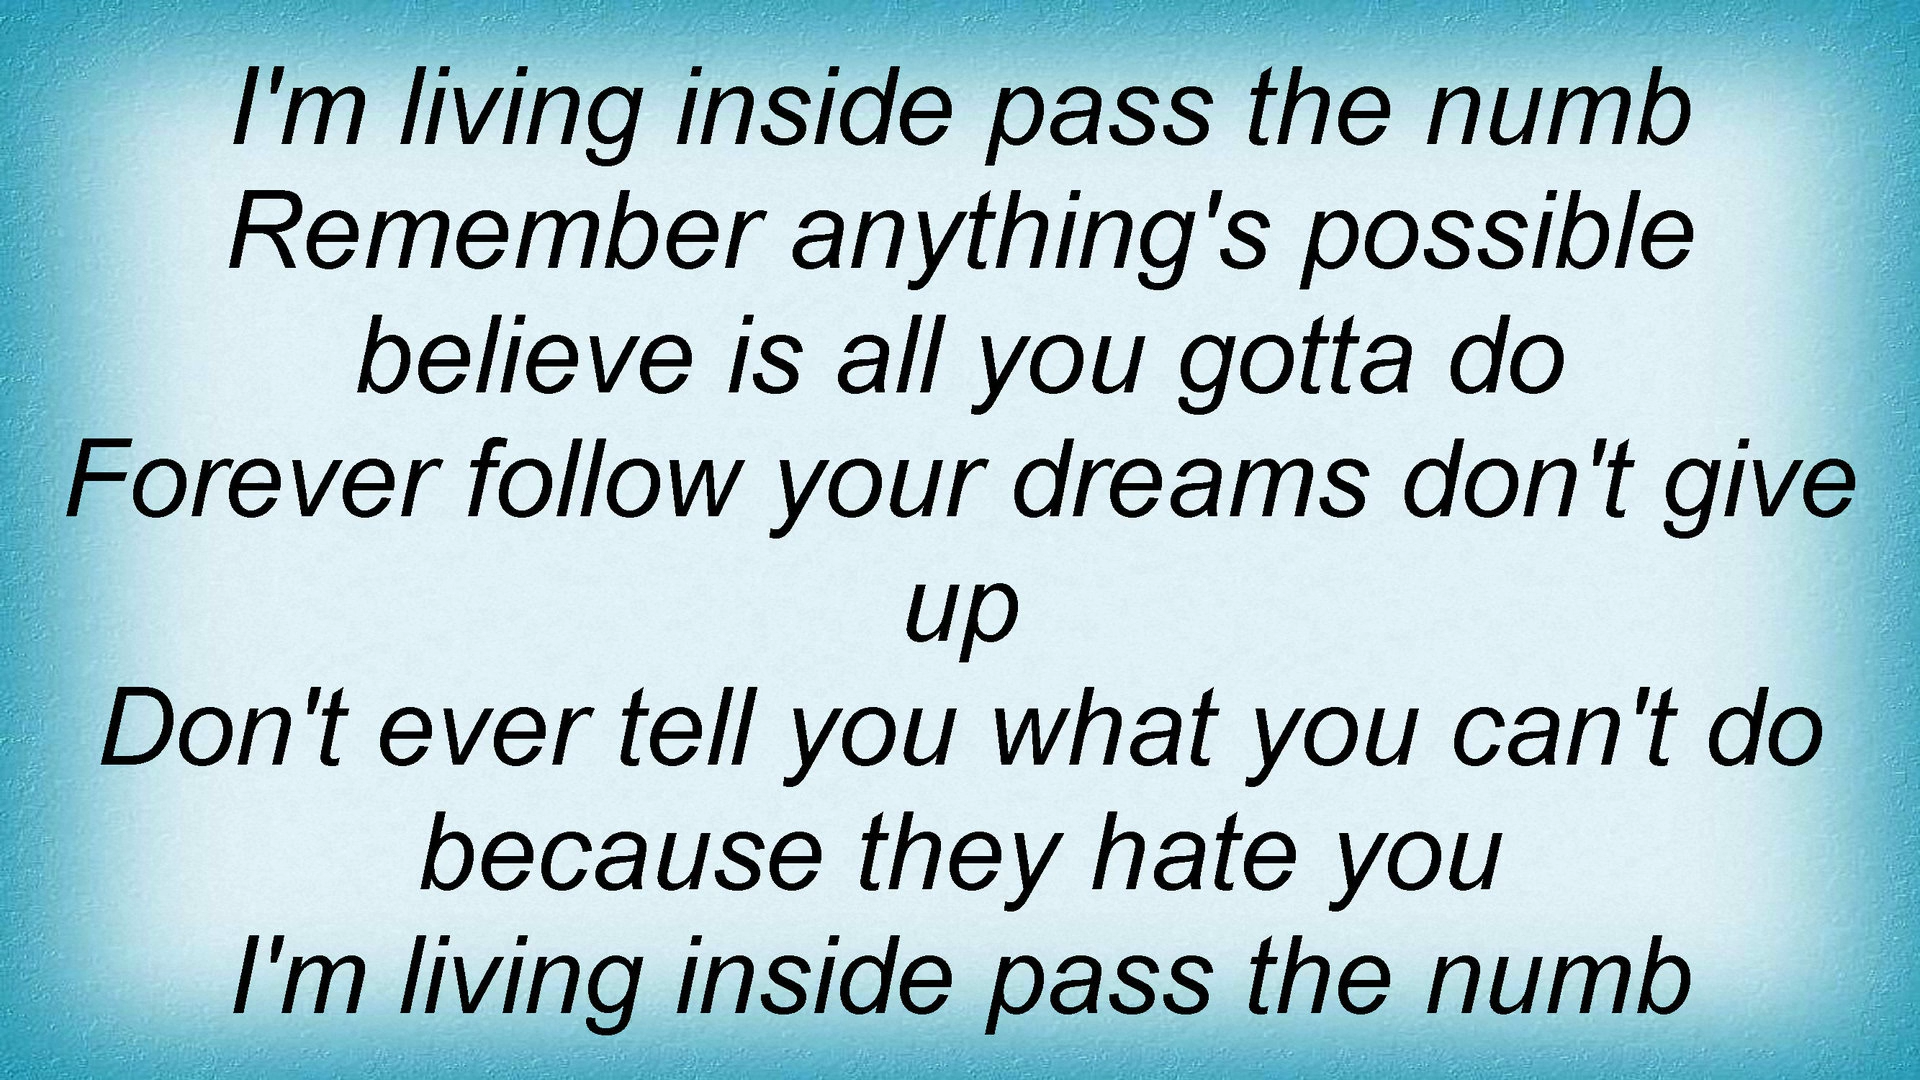 I'm living inside pass the numb
Remember anything's possible
believe is all you gotta do
Forever follow your dreams don't give
up
Don't ever tell you what you can't do
because they hate you
I'm living inside pass the numb